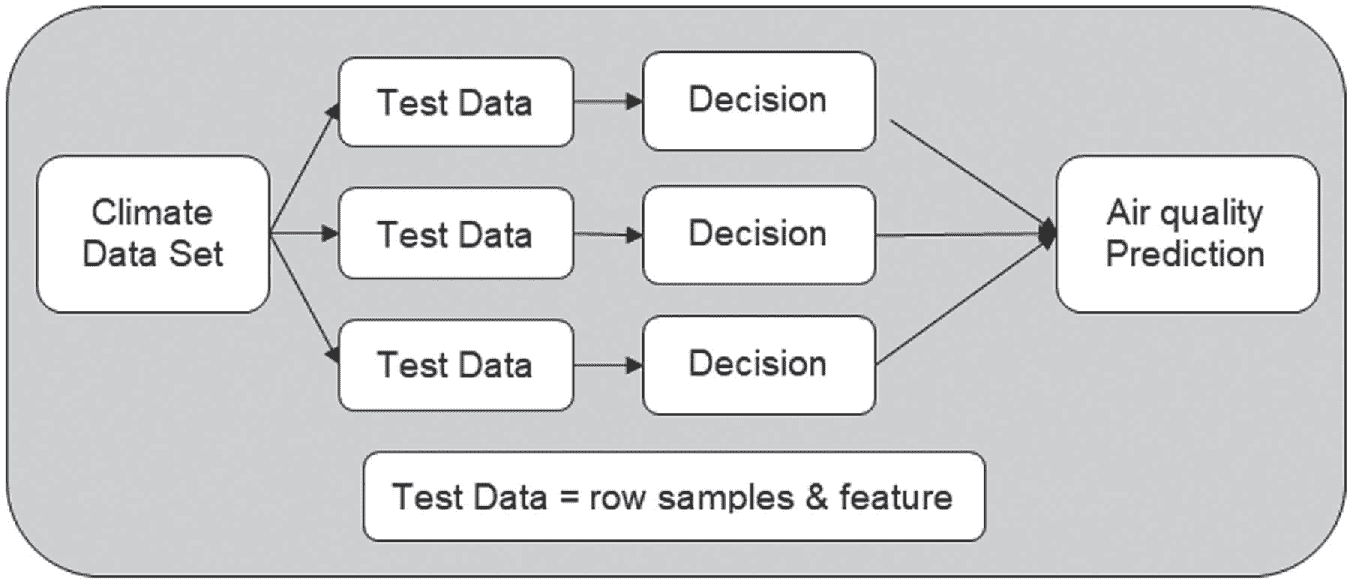 Climate
Data Set
Test Data
Decision
Test Data
Decision
Test Data
Decision
Air quality
Prediction
Test Data = row samples & feature